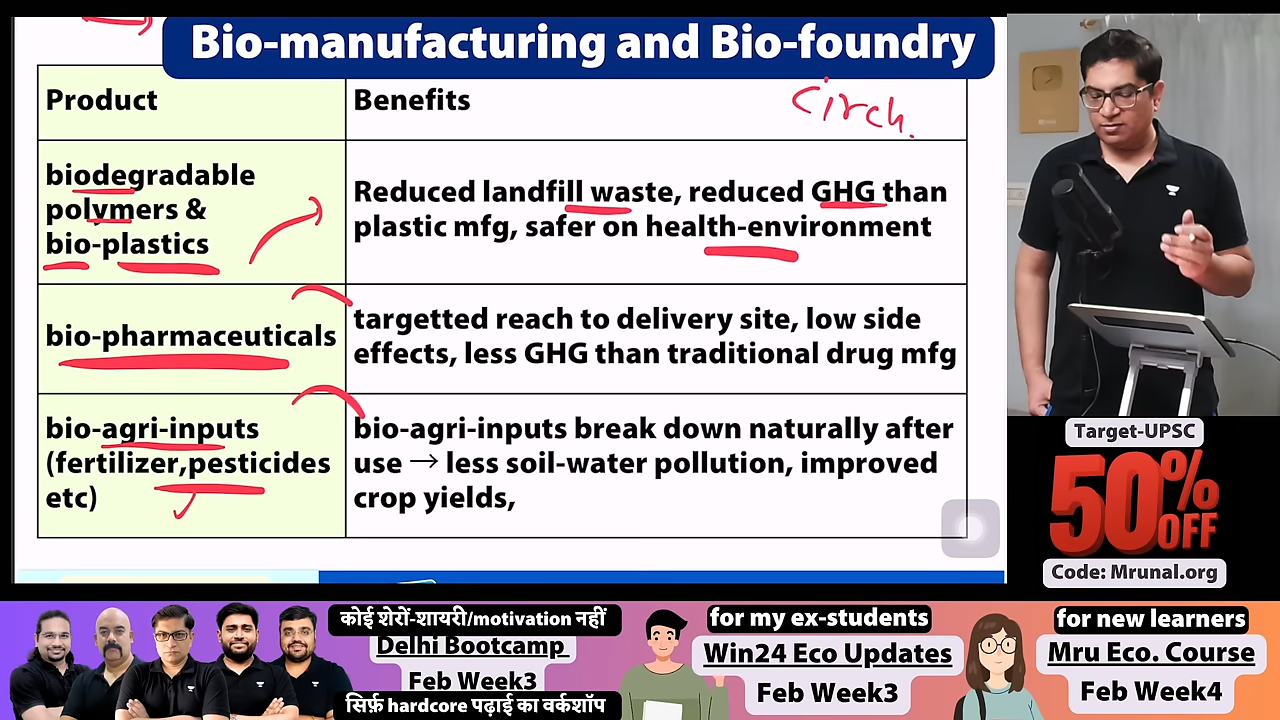 Bio-manufacturing and Bio-foundry
Product
Benefits
biodegradable
polymers &
bio-plastics
Reduced landfill waste, reduced GHG than
plastic mfg, safer on health-environment
bio-pharmaceuticals
targetted reach to delivery site, low side
effects, less GHG than traditional drug mfg
bio-agri-inputs
(fertilizer,pesticides
etc)
bio-agri-inputs break down naturally after
use → less soil-water pollution, improved
crop yields,
Target-UPSC
50% OFF
Code: Mrunal.org
कोई शेरों-शायरी/motivation नहीं
Delhi Bootcamp
Feb Week3
सिर्फ़ hardcore पढ़ाई का वर्कशॉप
for my ex-students
Win24 Eco Updates
Feb Week3
for new learners
Mru Eco. Course
Feb Week4